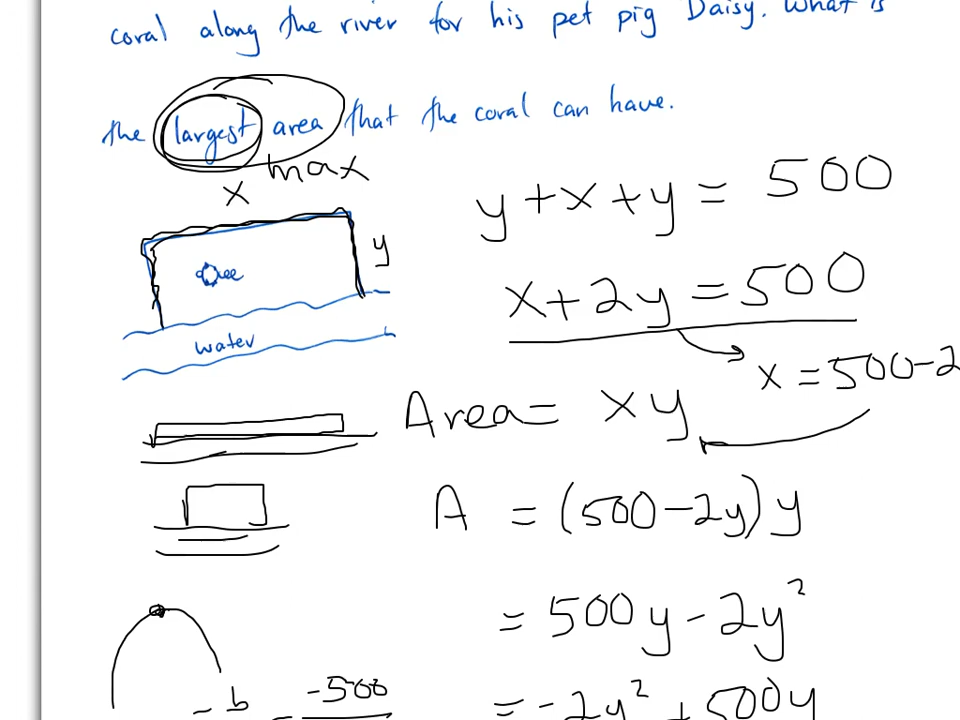 coral along the river for his pet pig Daisy. What is
the largest area that the coral can have.
max
x
y + x + y = 500
y
x + 2y = 500
water
x = 500 - 2
Area = xy
A = (500 - 2y) y
= 500y - 2y²
- b = -500
= -2y² + 500y